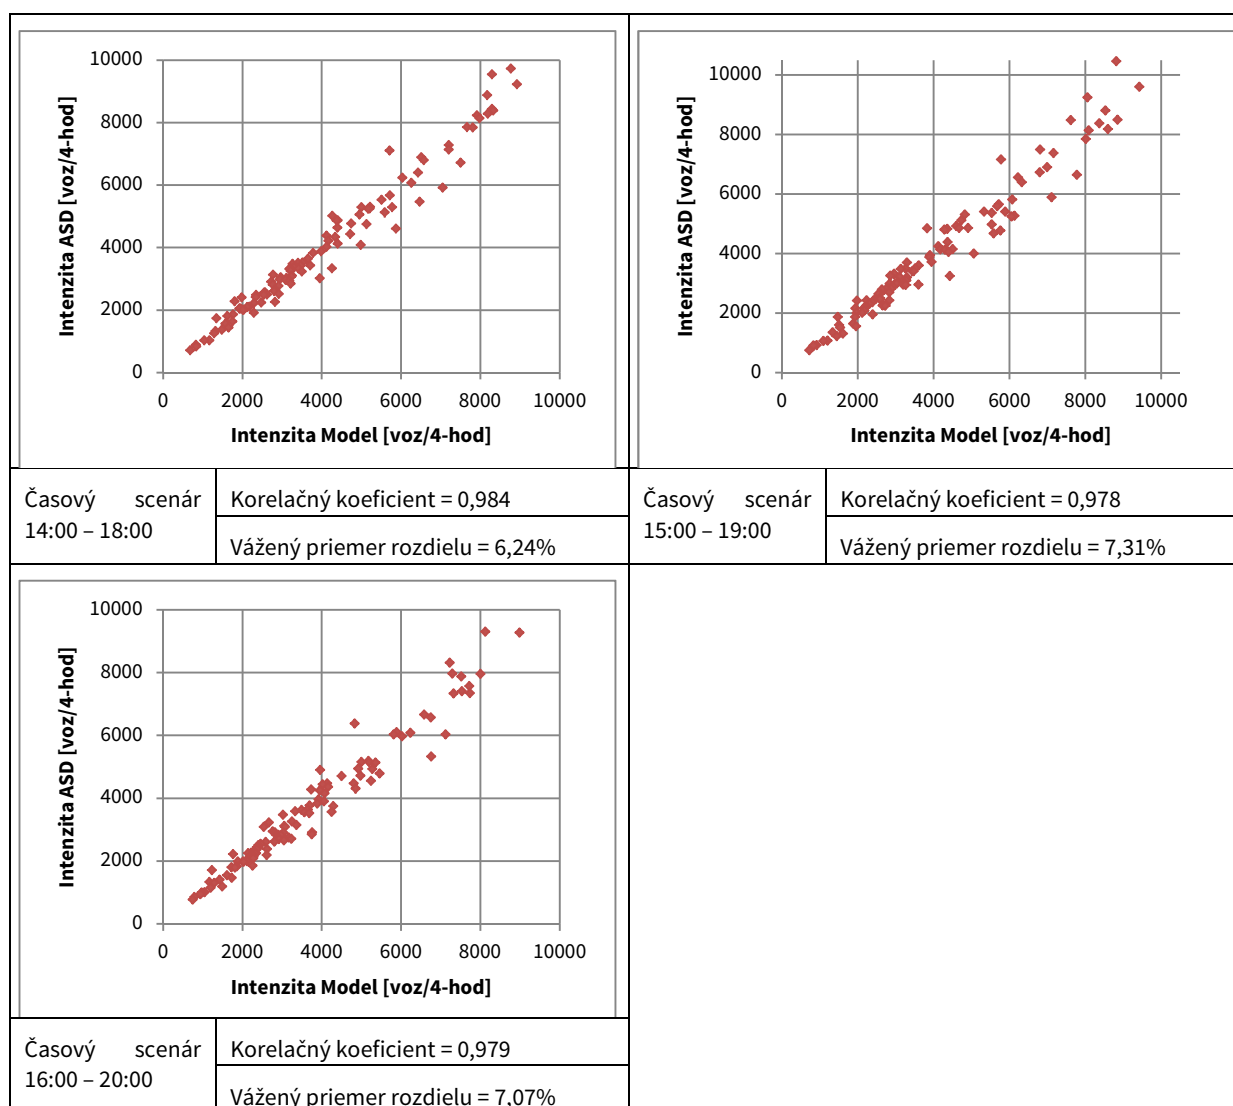 10000
8000
6000
4000
2000
0
Intenzita ASD [voz/4-hod]
0 2000 4000 6000 8000 10000
Intenzita Model [voz/4-hod]
10000
8000
6000
4000
2000
0
Intenzita ASD [voz/4-hod]
0 2000 4000 6000 8000 10000
Intenzita Model [voz/4-hod]
Časový scenár
14:00 – 18:00
Korelačný koeficient = 0,984
Vážený priemer rozdielu = 6,24%
Časový scenár
15:00 – 19:00
Korelačný koeficient = 0,978
Vážený priemer rozdielu = 7,31%
10000
8000
6000
4000
2000
0
Intenzita ASD [voz/4-hod]
0 2000 4000 6000 8000 10000
Intenzita Model [voz/4-hod]
Časový scenár
16:00 – 20:00
Korelačný koeficient = 0,979
Vážený priemer rozdielu = 7,07%